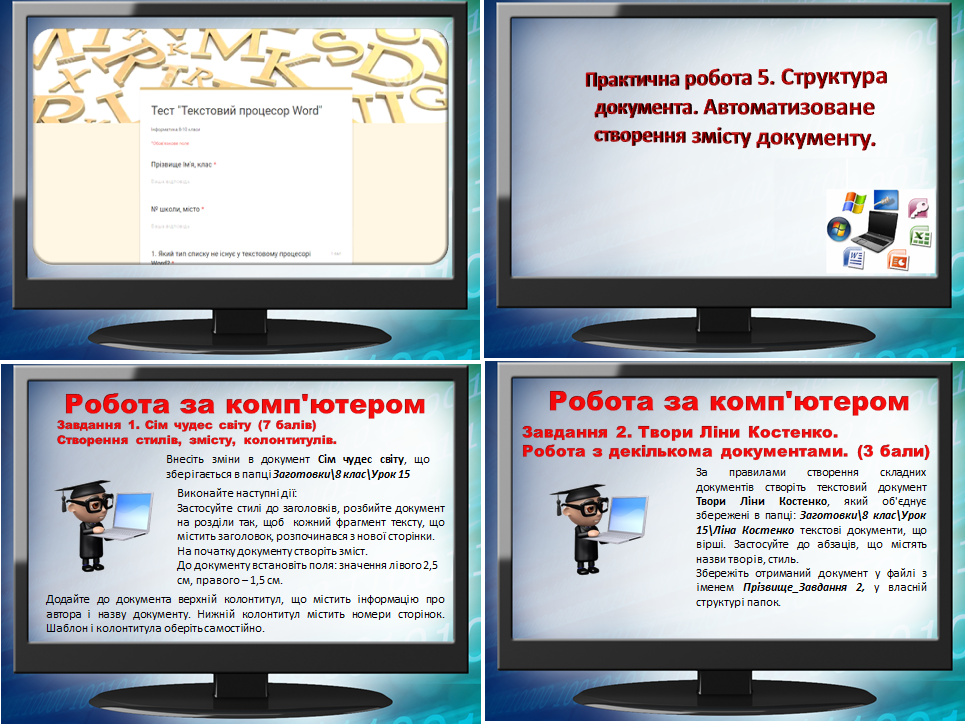 Тест "Текстовий процесор Word"
Інформатика 8-10 класи
Прізвище Ім'я, клас *
Ваша відповідь
№ школи, місто *
Ваша відповідь
1. Який тип списку не існує у текстовому процесорі
Word? *
Практична робота 5. Структура
документа. Автоматизоване
створення змісту документу.
Робота за комп'ютером
Завдання 1. Сім чудес світу (7 балів)
Створення стилів, змісту, колонтитулів.
Внесіть зміни в документ Сім чудес світу, що
зберігається в папці Заготовки\8 клас\Урок 15
Виконайте наступні дії:
Застосуйте стилі до заголовків, розбийте документ
на розділи так, щоб кожний фрагмент тексту, що
містить заголовок, розпочинався з нової сторінки.
На початку документу створіть зміст.
До документу встановіть поля: значення лівого 2,5
см, правого – 1,5 см.
Додайте до документа верхній колонтитул, що містить інформацію про
автора і назву документу. Нижній колонтитул містить номери сторінок.
Шаблон і колонтитула оберіть самостійно.
Робота за комп'ютером
Завдання 2. Твори Ліни Костенко.
Робота з декількома документами. (3 бали)
За правилами створення складних
документів створіть текстовий документ
Твори Ліни Костенко, який об'єднує
збережені в папці: Заготовки\8 клас\Урок
15\Ліна Костенко текстові документи, що
вірші. Застосуйте до абзаців, що містять
назви творів, стиль.
Збережіть отриманий документ у файлі з
іменем Прізвище_Завдання 2, у власній
структурі папок.